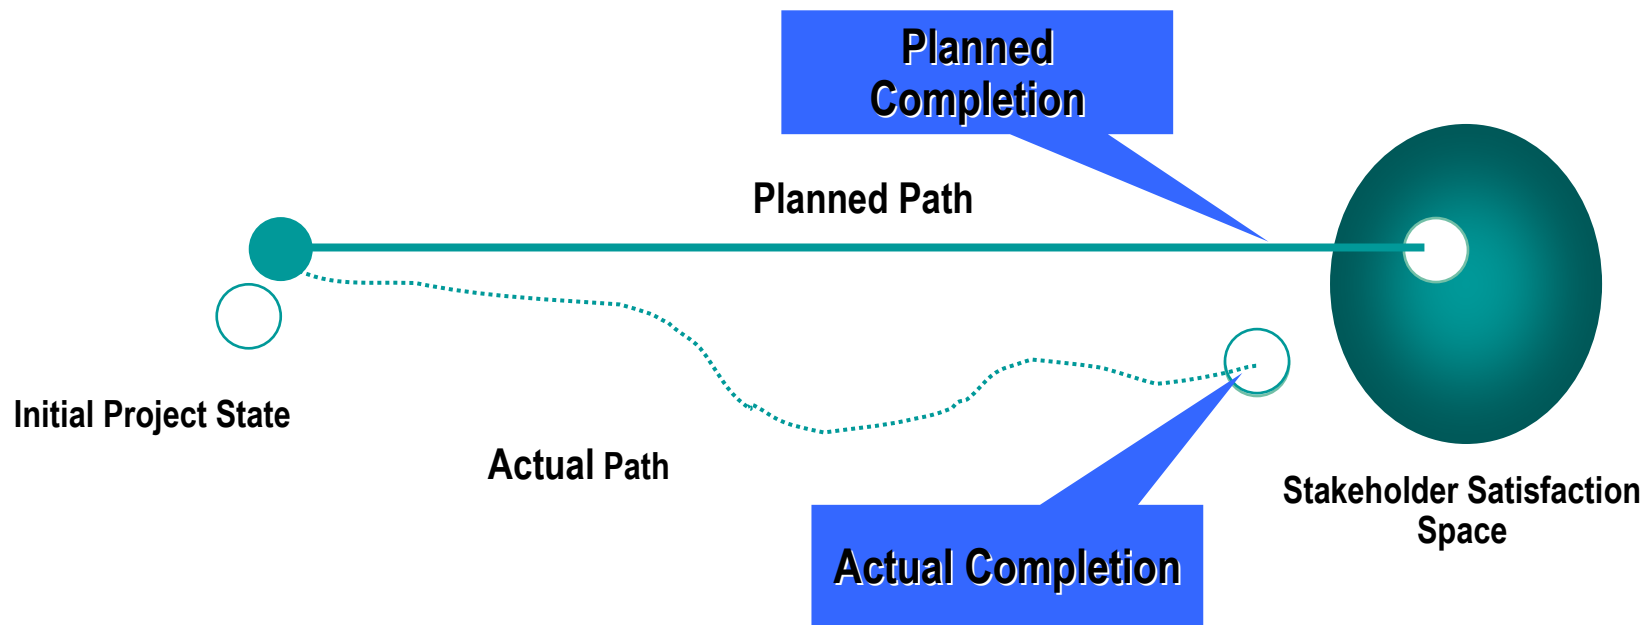 Planned
Completion
Planned Path
Initial Project State
Actual Path
Stakeholder Satisfaction
Space
Actual Completion